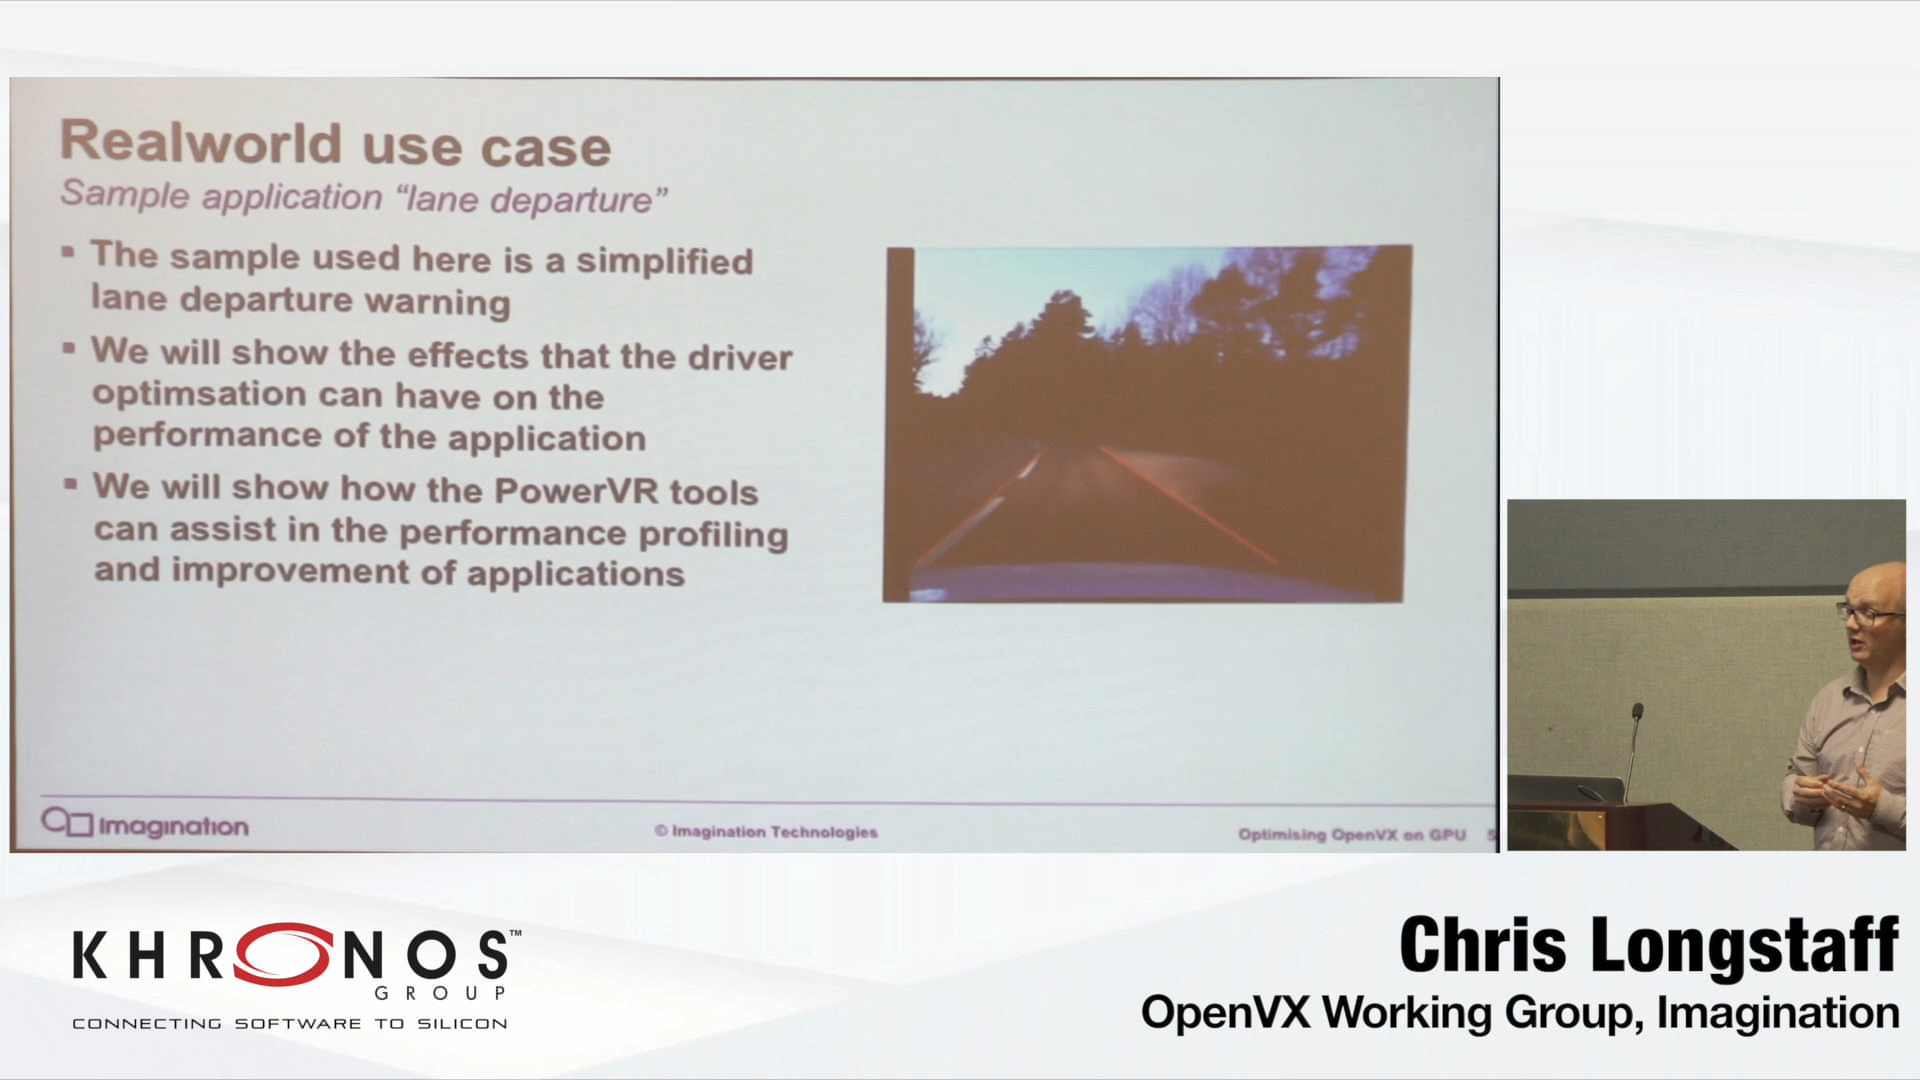 Realworld use case
Sample application “lane departure”
▪ The sample used here is a simplified
lane departure warning
▪ We will show the effects that the driver
optimsation can have on the
performance of the application
▪ We will show how the PowerVR tools
can assist in the performance profiling
and improvement of applications
Imagination
© Imagination Technologies
Optimising OpenVX on GPU 5
KHRONOS™
GROUP
CONNECTING SOFTWARE TO SILICON
Chris Longstaff
OpenVX Working Group, Imagination